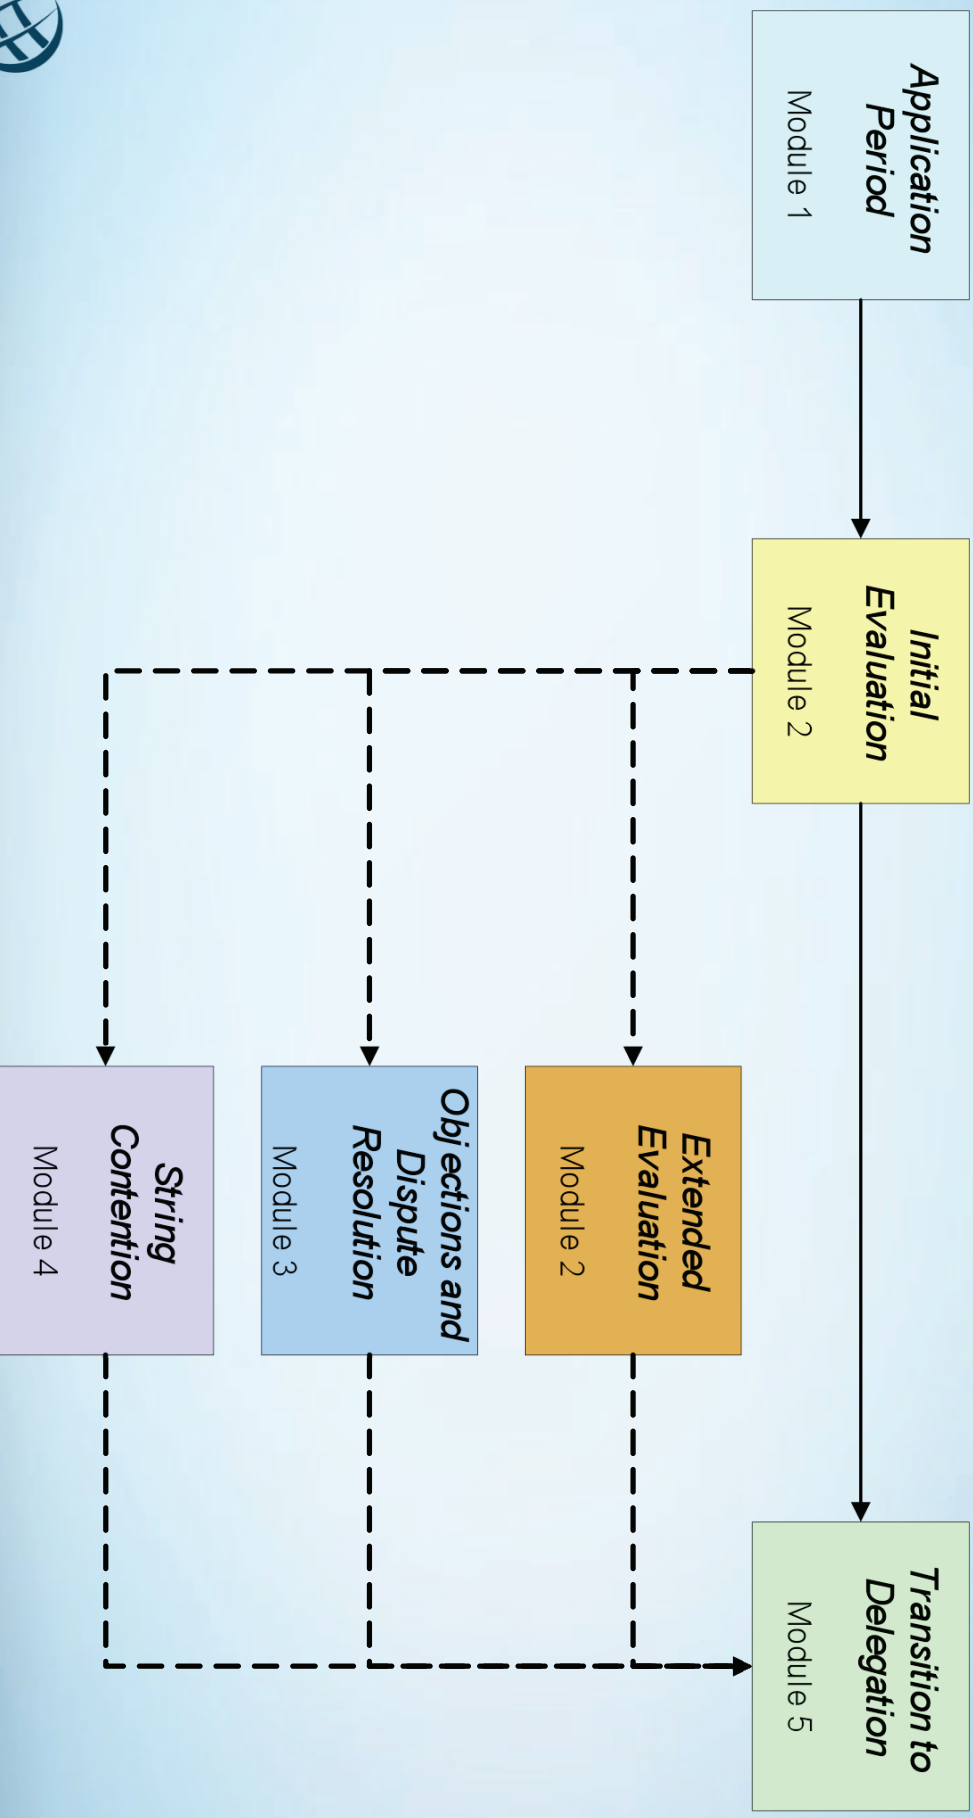 Application
Period
Module 1
Initial
Evaluation
Module 2
Transition to
Delegation
Module 5
Extended
Evaluation
Module 2
Objections and
Dispute
Resolution
Module 3
String
Contention
Module 4